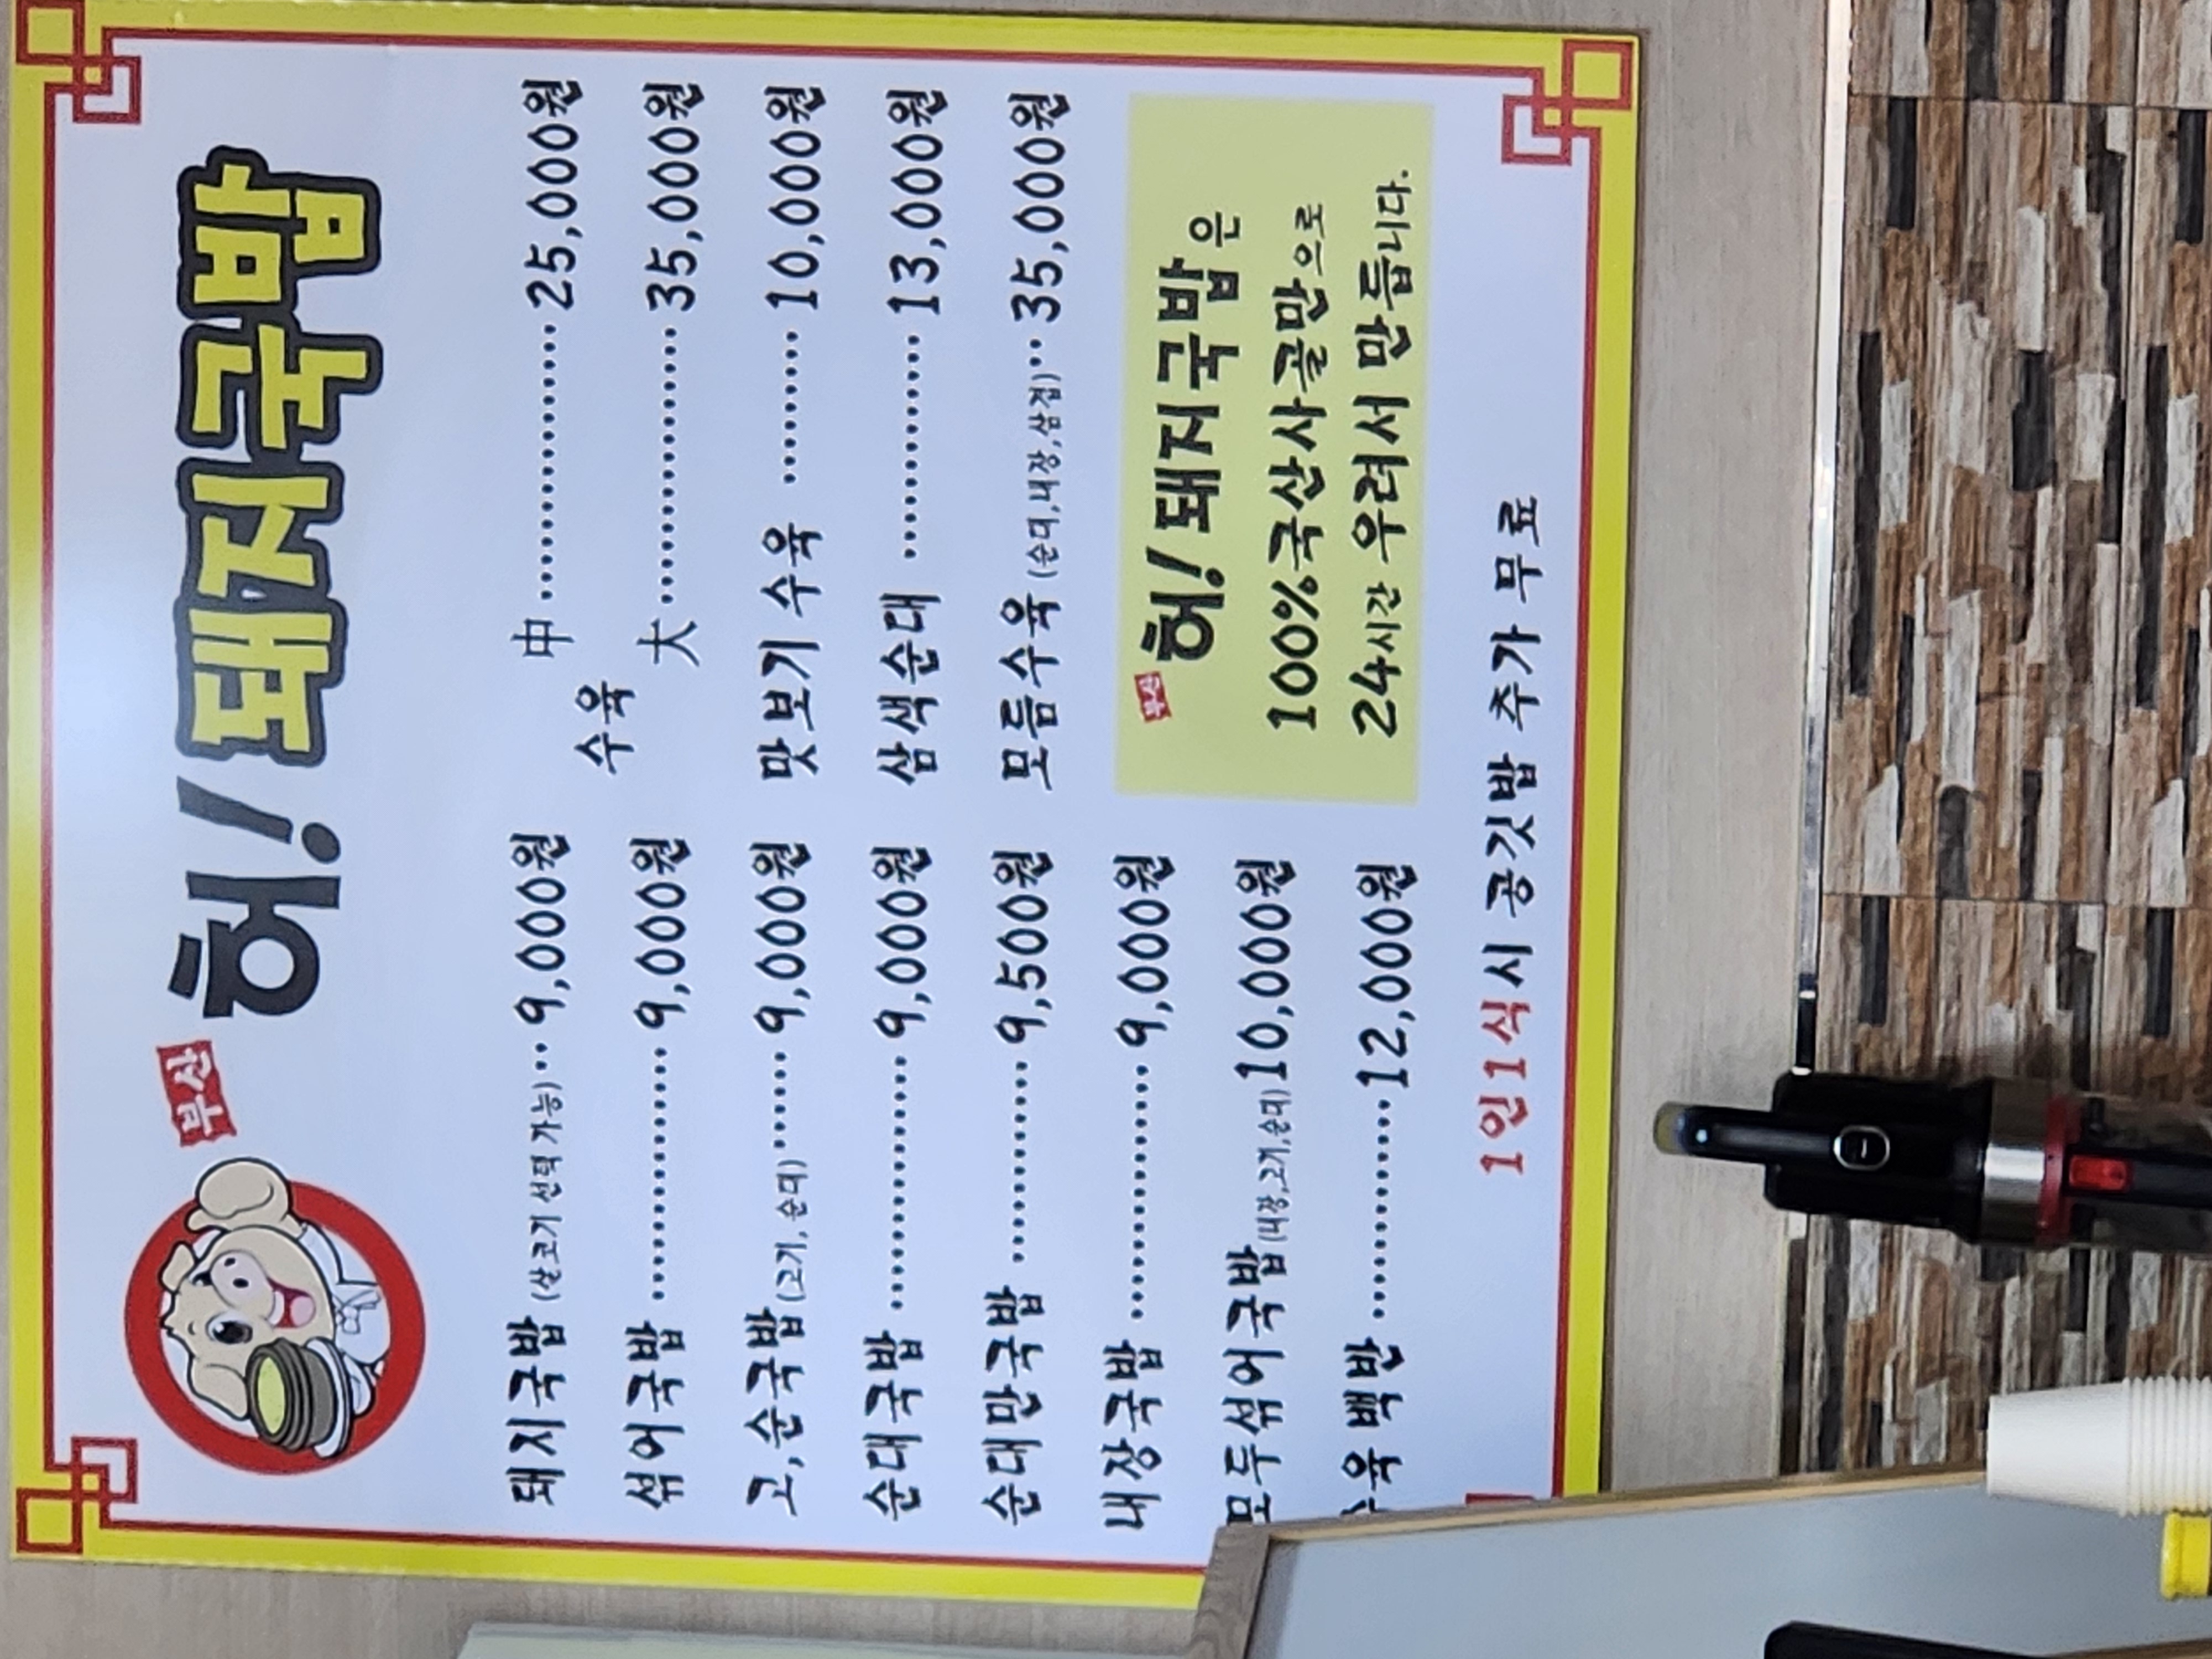 부산 허! 돼지국밥
돼지국밥 (살코기 선택 가능) ·· 9,000원
섞어국밥 ·················· 9,000원
고,순국밥 (고기, 순대) ······ 9,000원
순대국밥 ·················· 9,000원
순대만국밥 ·············· 9,500원
내장국밥 ·················· 9,000원
모두섞어국밥 (내장,고기,순대) 10,000원
육백반 ················ 12,000원
수육
中 ·················· 25,000원
大 ·················· 35,000원
맛보기 수육 ·········· 10,000원
삼색순대 ················ 13,000원
모듬수육 (순대,내장,삼겹) ·· 35,000원
부산 허! 돼지국밥은
100%국산사골만으로
24시간 우려서 만듭니다.
1인1식시 공깃밥 추가 무료